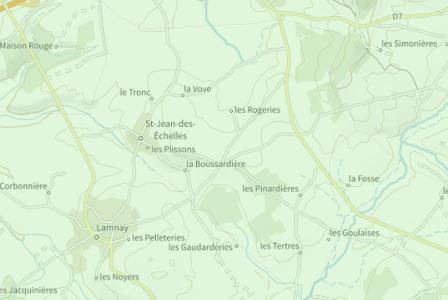 D7
les Simonières
Maison Rouge
le Tronc
la Vove
les Rogeries
St-Jean-des-
Échelles
les Plissons
la Boussardière
la Fosse
Corbonnière
les Pinardières
Lamnay
les Pelleteries
les Goulaises
les Gaudarderies
les Tertres
les Noyers
es Jacquinières